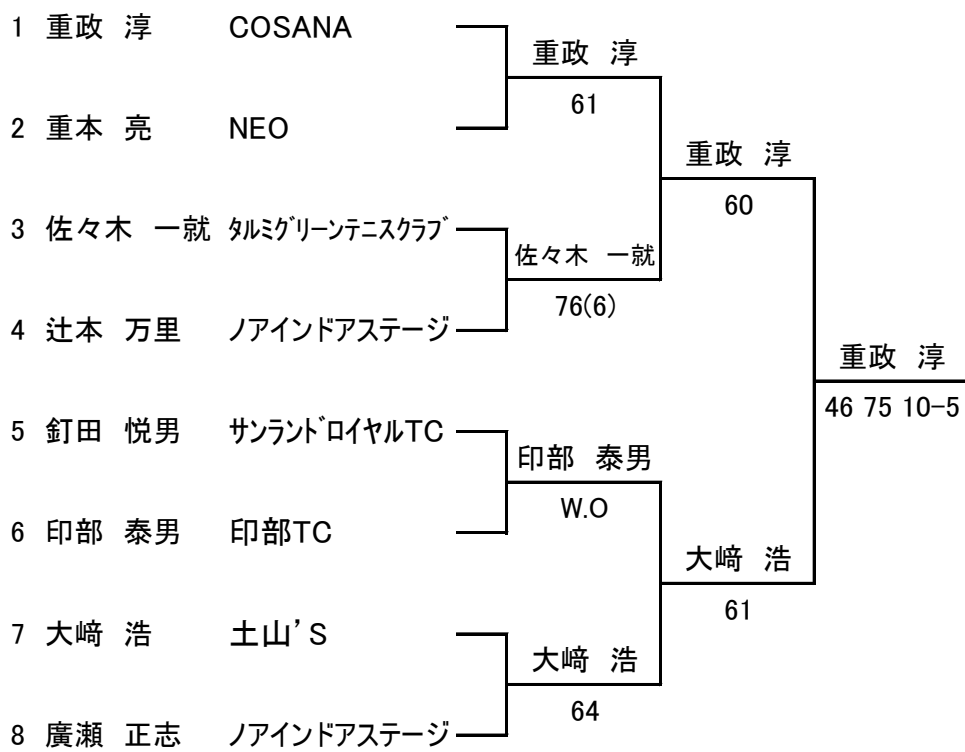 1 重政 淳 COSANA
重政 淳
61
2 重本 亮 NEO
重政 淳
60
3 佐々木 一就 ﾀﾙﾐｸﾞﾘｰﾝﾃﾆｽｸﾗﾌﾞ
佐々木 一就
76(6)
4 辻本 万里 ノアインドアステージ
重政 淳
46 75 10-5
5 釘田 悦男 サンランドロイヤルTC
印部 泰男
W.O
6 印部 泰男 印部TC
大﨑 浩
61
7 大﨑 浩 土山'S
大﨑 浩
64
8 廣瀬 正志 ノアインドアステージ